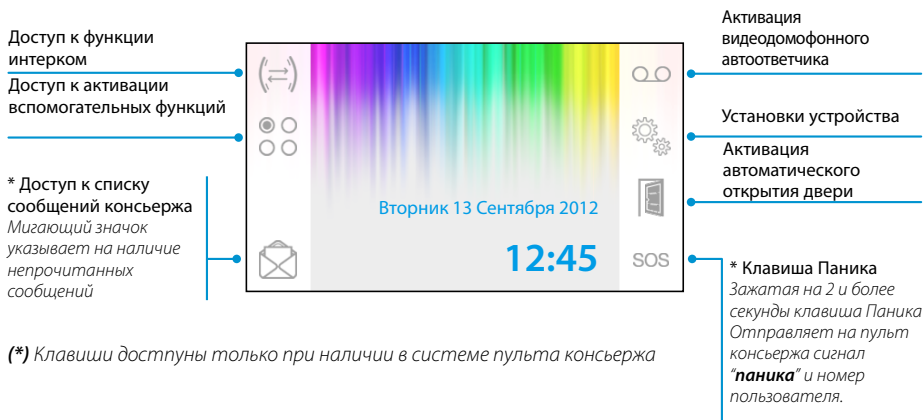 Доступ к функции
интерком
Доступ к активации
вспомогательных функций
* Доступ к списку
сообщений консьержа
Мигающий значок
указывает на наличие
непрочитанных
сообщений
Вторник 13 Сентября 2012
12:45
SOS
Активация
видеодомофонного
автоответчика
Установки устройства
Активация
автоматического
открытия двери
* Клавиша Паника
Зажатая на 2 и более
секунды клавиша Паника
Отправляет на пульт
консьержа сигнал
“паника” и номер
пользователя.
(*) Клавиши достпуны только при наличии в системе пульта консьержа